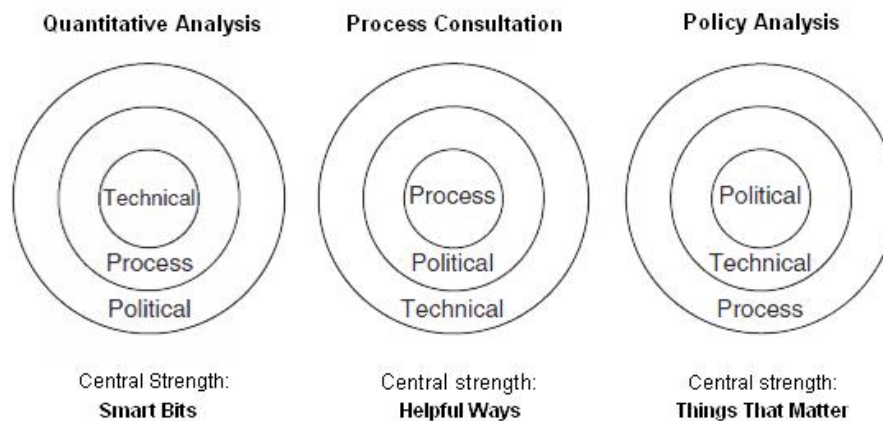 Quantitative Analysis
Process Consultation
Policy Analysis
Technical
Process
Political
Process
Political
Technical
Political
Technical
Process
Central Strength:
Smart Bits
Central strength:
Helpful Ways
Central strength:
Things That Matter